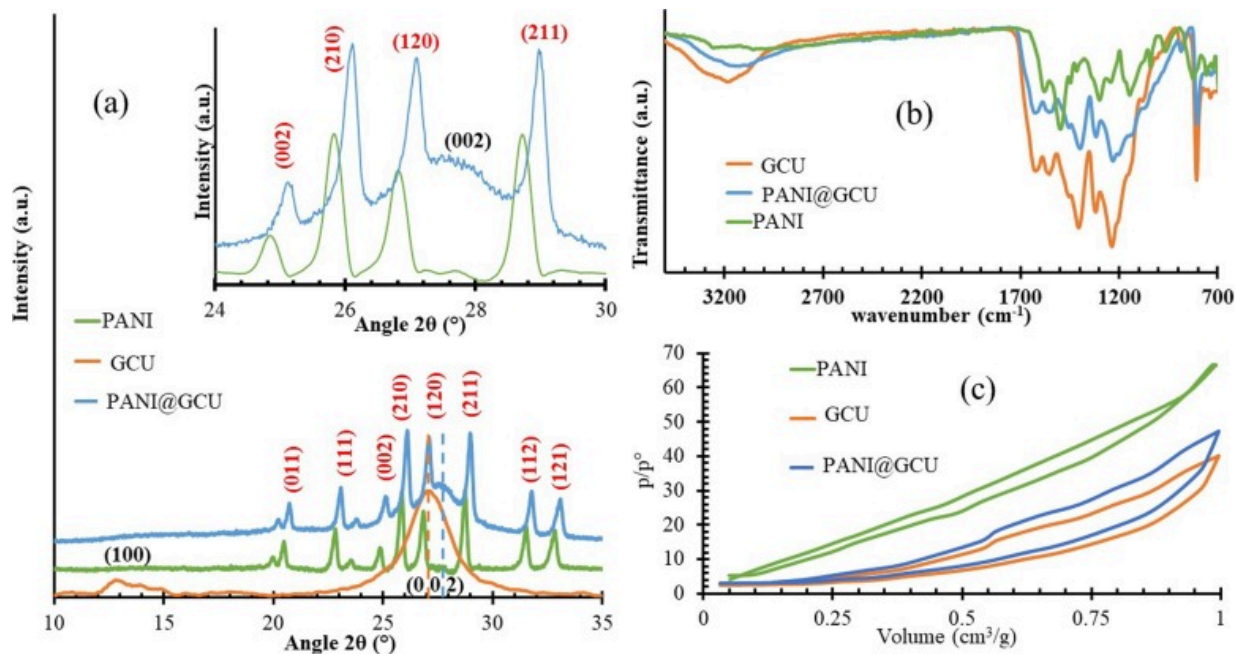 (a)
Intensity (a.u.)
Intensity (a.u.)
(002)
(210)
(120)
(002)
(211)
24 26 28 30
Angle 2θ (°)
PANI
GCU
PANI@GCU
(011)
(111)
(002)
(210)
(120)
(211)
(112)
(121)
(100)
(0 0 2)
10 15 20 25 30 35
Angle 2θ (°)
(b)
Transmittance (a.u.)
GCU
PANI@GCU
PANI
3200 2700 2200 1700 1200 700
wavenumber (cm-1)
(c)
p/p°
70
60
50
40
30
20
10
0
PANI
GCU
PANI@GCU
0 0.25 0.5 0.75 1
Volume (cm³/g)